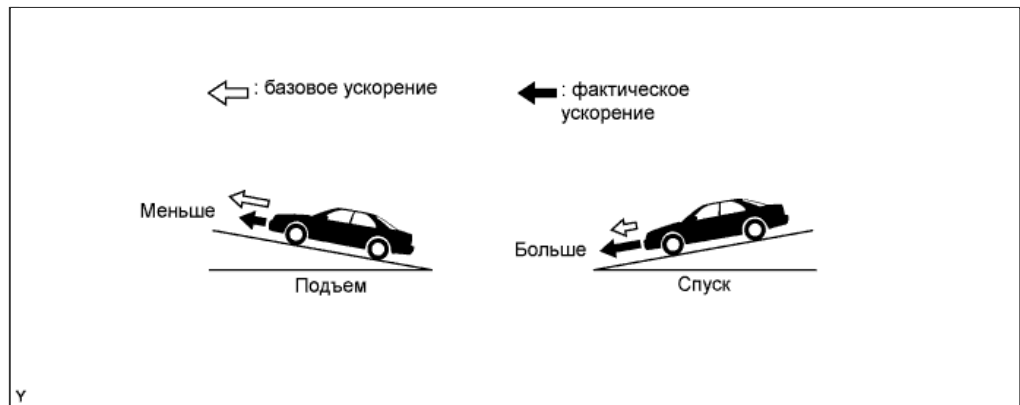 : базовое ускорение
: фактическое
ускорение
Меньше
Больше
Подъем
Спуск
Y